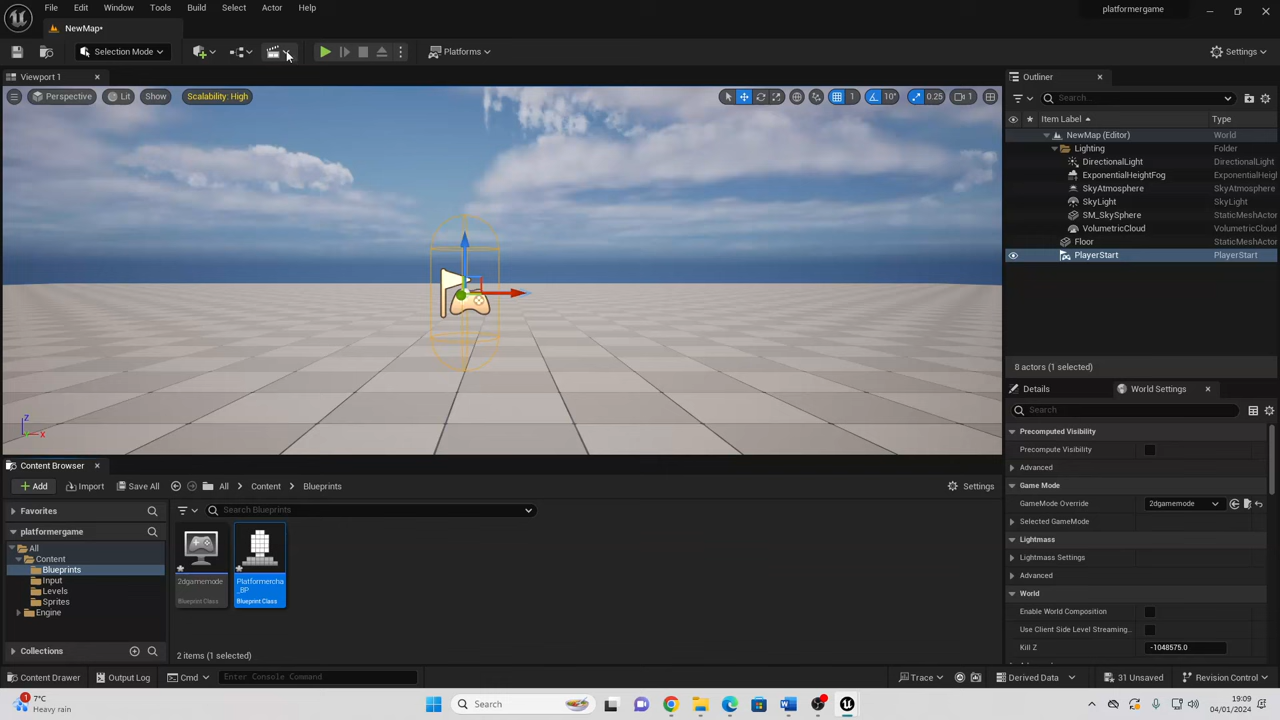 File Edit Window Tools Build Select Actor Help
platformergame
NewMap*
Selection Mode
Platforms
Settings
Viewport 1
Outliner
Perspective Lit Show Scalability: High
1 10° 0.25 1
Search...
Item Label Type
NewMap (Editor) World
Lighting Folder
DirectionalLight DirectionalLight
ExponentialHeightFog ExponentialHeigh
SkyAtmosphere SkyAtmosphere
SkyLight SkyLight
SM_SkySphere StaticMeshActor
VolumetricCloud VolumetricCloud
Floor StaticMeshActor
PlayerStart PlayerStart
8 actors (1 selected)
Details World Settings
Search
Precomputed Visibility
Precompute Visibility
Advanced
Game Mode
GameMode Override 2dgamemode
Selected GameMode
Lightmass
Lightmass Settings
Advanced
World
Enable World Composition
Use Client Side Level Streaming...
Kill Z -1048575.0
Z
X
Content Browser
Add Import Save All All Content Blueprints Settings
Favorites
Search Blueprints
platformergame
All
Content
Blueprints
Input
Levels
Sprites
Engine
Collections
2dgamemode
Blueprint Class
Platformercha
_BP
Blueprint Class
2 items (1 selected)
Content Drawer Output Log Cmd Enter Console Command Trace Derived Data 31 Unsaved Revision Control
1
7°C
Heavy rain
Search
19:09
04/01/2024